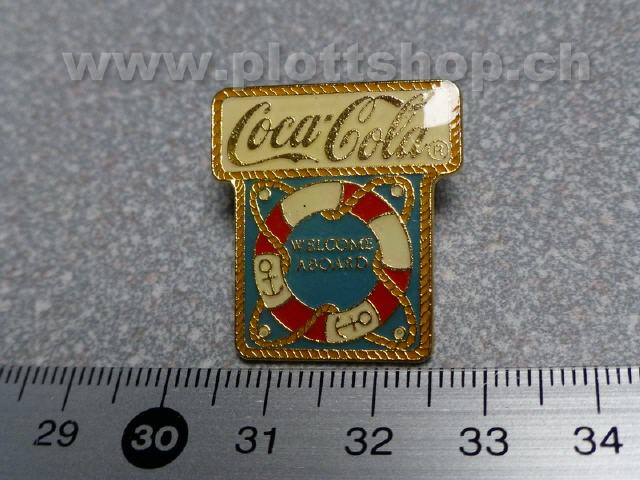 www.plottshop.ch
Coca-Cola®
WELCOME
ABOARD
29 30 31 32 33 34